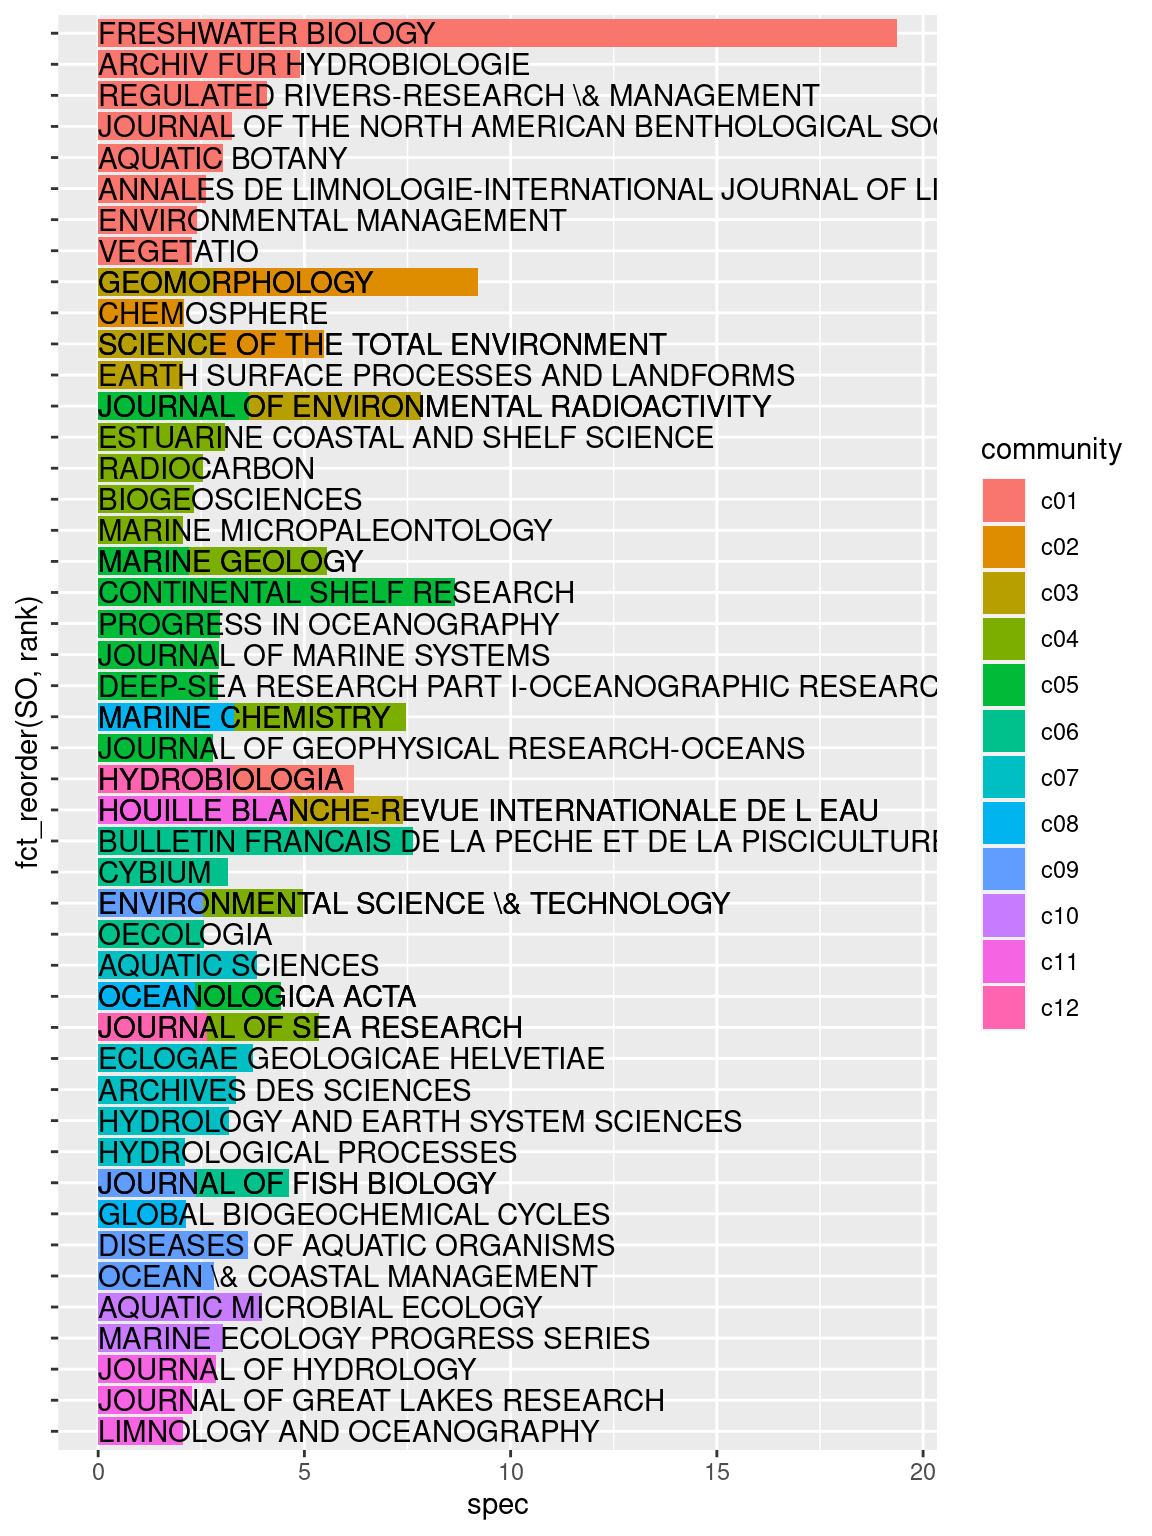 FRESHWATER BIOLOGY
ARCHIV FUR HYDROBIOLOGIE
REGULATED RIVERS-RESEARCH \& MANAGEMENT
JOURNAL OF THE NORTH AMERICAN BENTHOLOGICAL
AQUATIC BOTANY
ANNALES DE LIMNOLOGIE-INTERNATIONAL JOURNAL OF
ENVIRONMENTAL MANAGEMENT
VEGETATIO
GEOMORPHOLOGY
CHEMOSPHERE
SCIENCE OF THE TOTAL ENVIRONMENT
EARTH SURFACE PROCESSES AND LANDFORMS
JOURNAL OF ENVIRONMENTAL RADIOACTIVITY
ESTUARINE COASTAL AND SHELF SCIENCE
RADIOCARBON
BIOGEOSCIENCES
MARINE MICROPALEONTOLOGY
MARINE GEOLOGY
CONTINENTAL SHELF RESEARCH
PROGRESS IN OCEANOGRAPHY
JOURNAL OF MARINE SYSTEMS
DEEP-SEA RESEARCH PART I-OCEANOGRAPHIC RESEARC
MARINE CHEMISTRY
JOURNAL OF GEOPHYSICAL RESEARCH-OCEANS
HYDROBIOLOGIA
HOUILLE BLANCHE-REVUE INTERNATIONALE DE L EAU
BULLETIN FRANCAIS DE LA PECHE ET DE LA PISCICULTURE
CYBIUM
ENVIRONMENTAL SCIENCE \& TECHNOLOGY
OECOLOGIA
AQUATIC SCIENCES
OCEANOLOGICA ACTA
JOURNAL OF SEA RESEARCH
ECLOGAE GEOLOGICAE HELVETIAE
ARCHIVES DES SCIENCES
HYDROLOGY AND EARTH SYSTEM SCIENCES
HYDROLOGICAL PROCESSES
JOURNAL OF FISH BIOLOGY
GLOBAL BIOGEOCHEMICAL CYCLES
DISEASES OF AQUATIC ORGANISMS
OCEAN \& COASTAL MANAGEMENT
AQUATIC MICROBIAL ECOLOGY
MARINE ECOLOGY PROGRESS SERIES
JOURNAL OF HYDROLOGY
JOURNAL OF GREAT LAKES RESEARCH
LIMNOLOGY AND OCEANOGRAPHY
0 5 10 15 20
spec
fct_reorder(SO, rank)
community
c01
c02
c03
c04
c05
c06
c07
c08
c09
c10
c11
c12